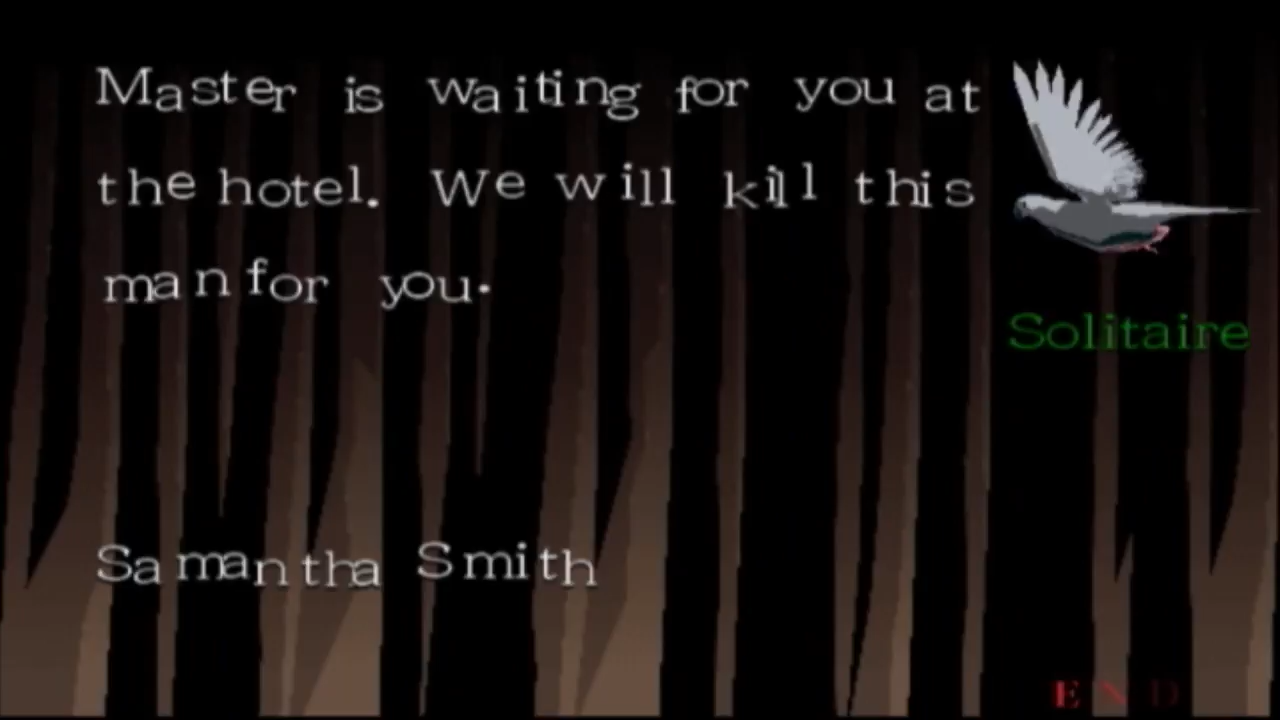 Master is waiting for you at
the hotel. We will kill this
man for you.
Solitaire
Samantha Smith
END